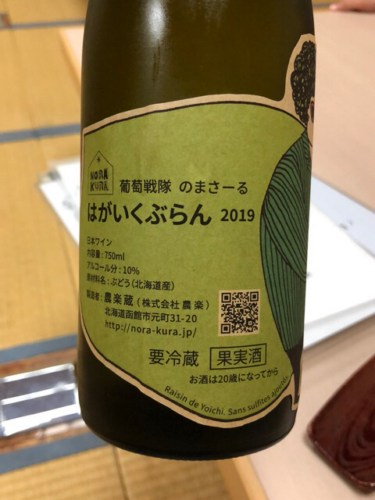 NORA
KURA
葡萄戦隊 のまさーる
はがいくぶらん 2019
日本ワイン
内容量：750ml
アルコール分：10%
原材料名：ぶどう（北海道産）
製造者：農楽蔵（株式会社 農楽）
北海道函館市元町31-20
http://nora-kura.jp/
要冷蔵 果実酒
お酒は20歳になってから
Raisin de Yoichi. Sans sulfites ajoutés.